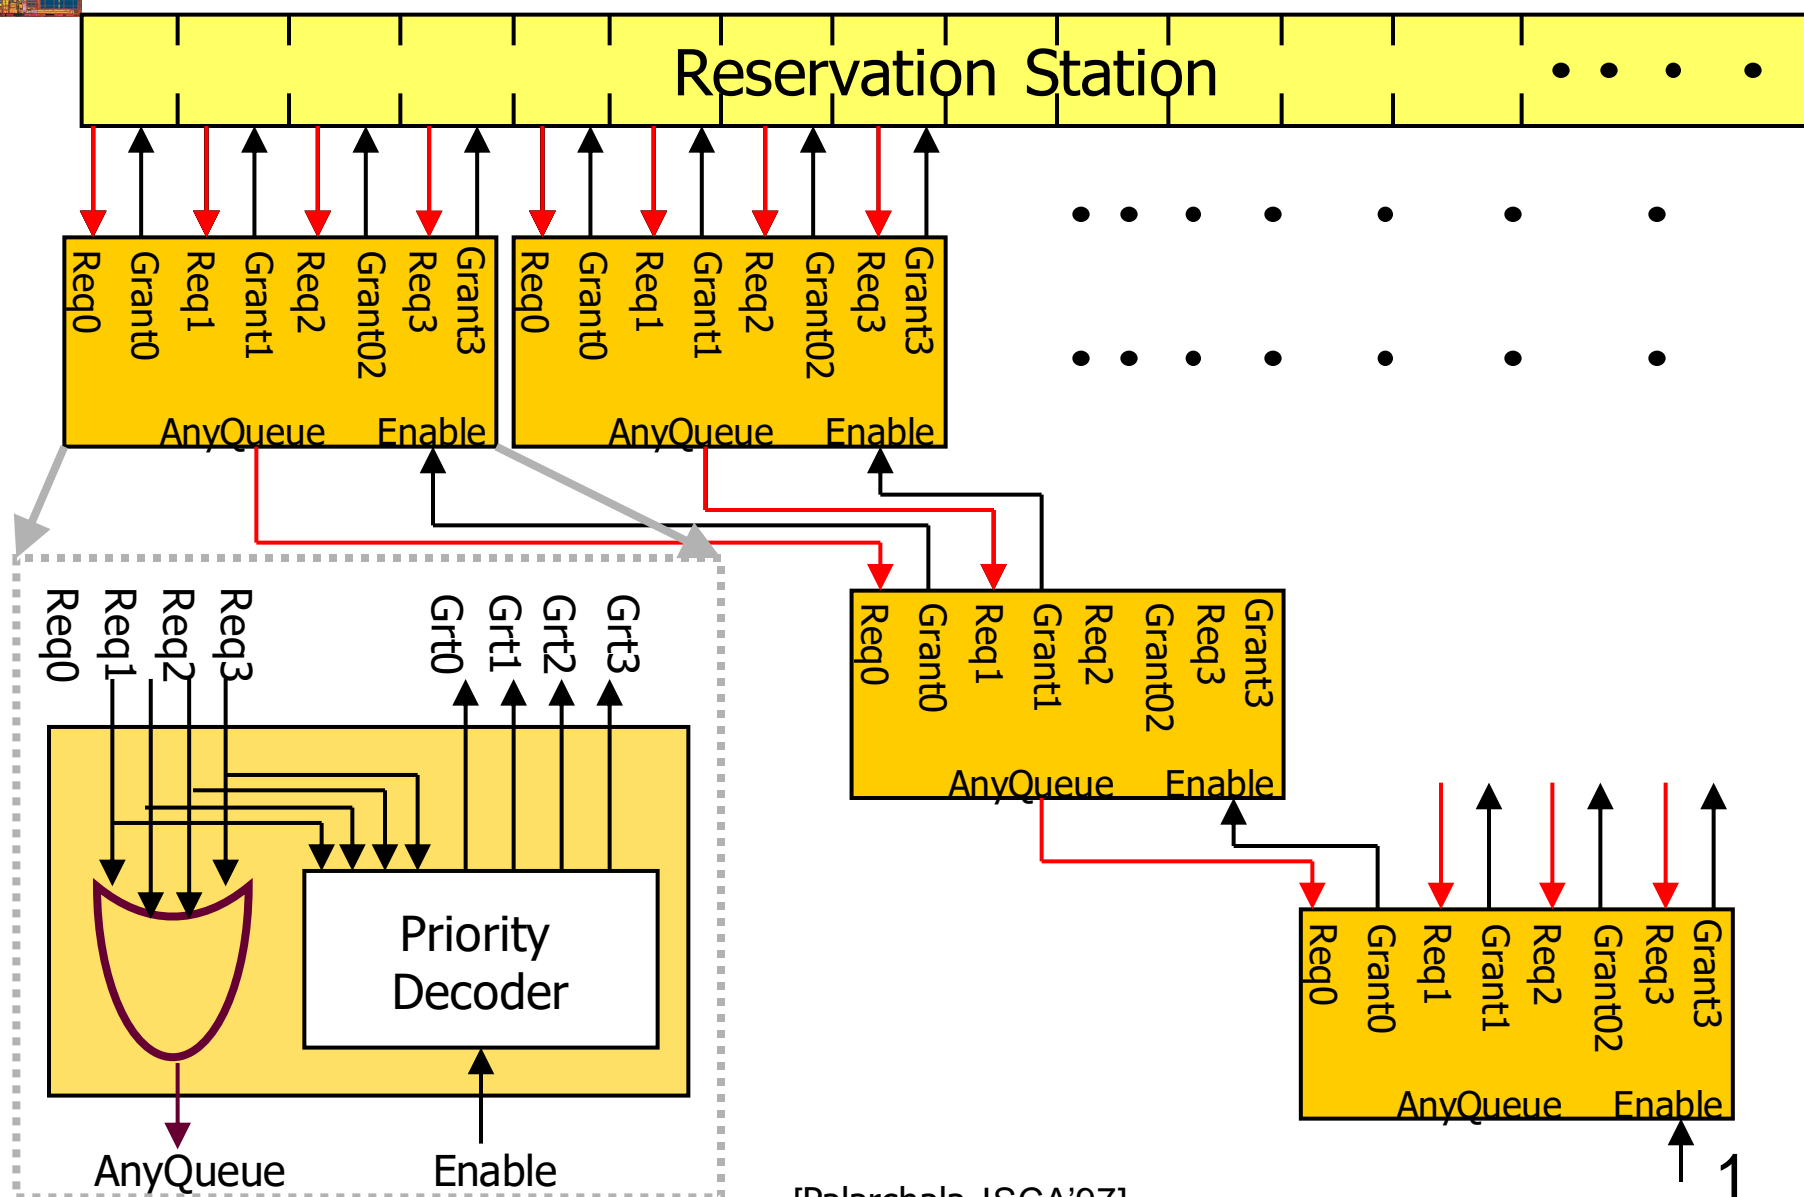 Reservation Station
Req0 Grant0 Req1 Grant1 Req2 Grant02 Req3 Grant3
AnyQueue Enable
Req0 Grant0 Req1 Grant1 Req2 Grant02 Req3 Grant3
AnyQueue Enable
Req0 Req1 Req2 Req3
Grt0 Grt1 Grt2 Grt3
Priority
Decoder
AnyQueue Enable
Req0 Grant0 Req1 Grant1 Req2 Grant02 Req3 Grant3
AnyQueue Enable
Req0 Grant0 Req1 Grant1 Req2 Grant02 Req3 Grant3
AnyQueue Enable
1
ISCA'97]